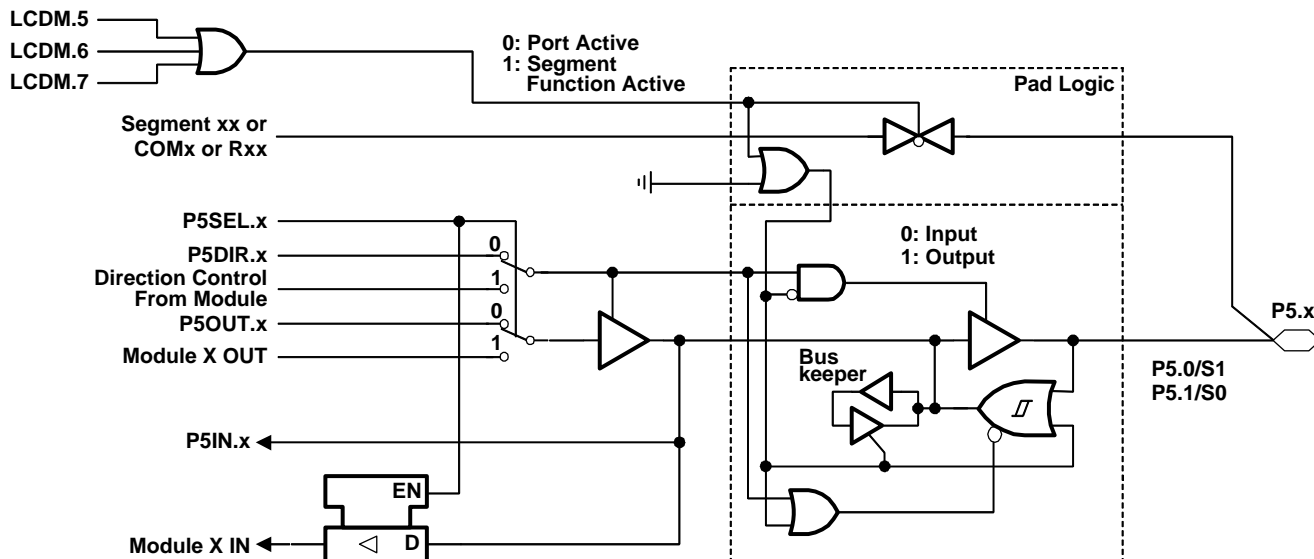 LCDM.5
LCDM.6
LCDM.7
0: Port Active
1: Segment
Function Active
Pad Logic
Segment xx or
COMx or Rxx
P5SEL.x
0: Input
1: Output
P5DIR.x
0
Direction Control
From Module
1
P5OUT.x
0
P5.x
Module X OUT
1
Bus
keeper
P5.0/S1
P5.1/S0
P5IN.x
EN
Module X IN
D